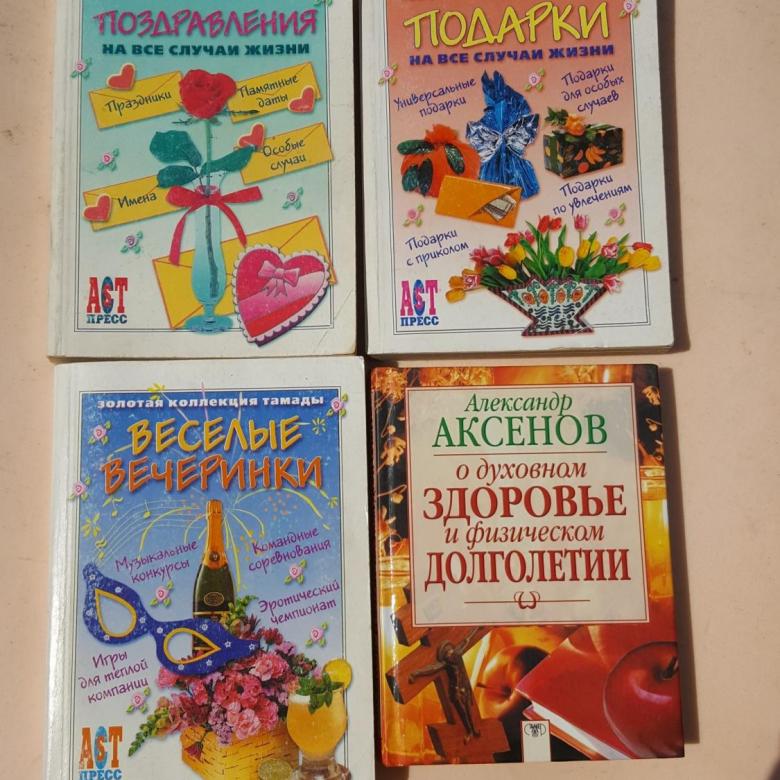 ПОЗДРАВЛЕНИЯ
НА ВСЕ СЛУЧАИ ЖИЗНИ
Праздники
Памятные
даты
Особые
случаи
Имена
АСТ
ПРЕСС
ПОДАРКИ
НА ВСЕ СЛУЧАИ ЖИЗНИ
Универсальные
подарки
Подарки
для особых
случаев
Подарки
по увлечениям
Подарки
с приколом
АСТ
ПРЕСС
ЗОЛОТАЯ КОЛЛЕКЦИЯ ТАМАДЫ
ВЕСЕЛЫЕ
ВЕЧЕРИНКИ
Музыкальные
конкурсы
Командные
соревнования
Эротический
чемпионат
Игры
для теплой
компании
АСТ
ПРЕСС
Александр
АКСЕНОВ
о духовном
ЗДОРОВЬЕ
и физическом
ДОЛГОЛЕТИИ